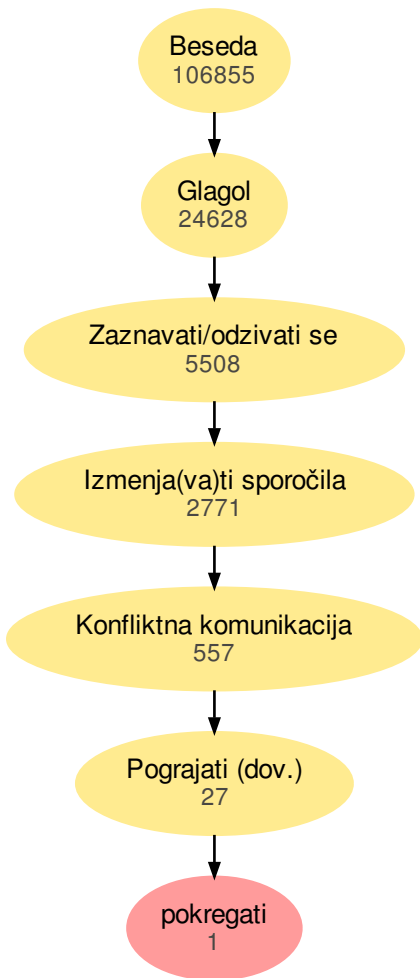 Beseda
106855
Glagol
24628
Zaznavati/odzivati se
5508
Izmenja(va)ti sporočila
2771
Konfliktna komunikacija
557
Pograjati (dov.)
27
pokregati
1